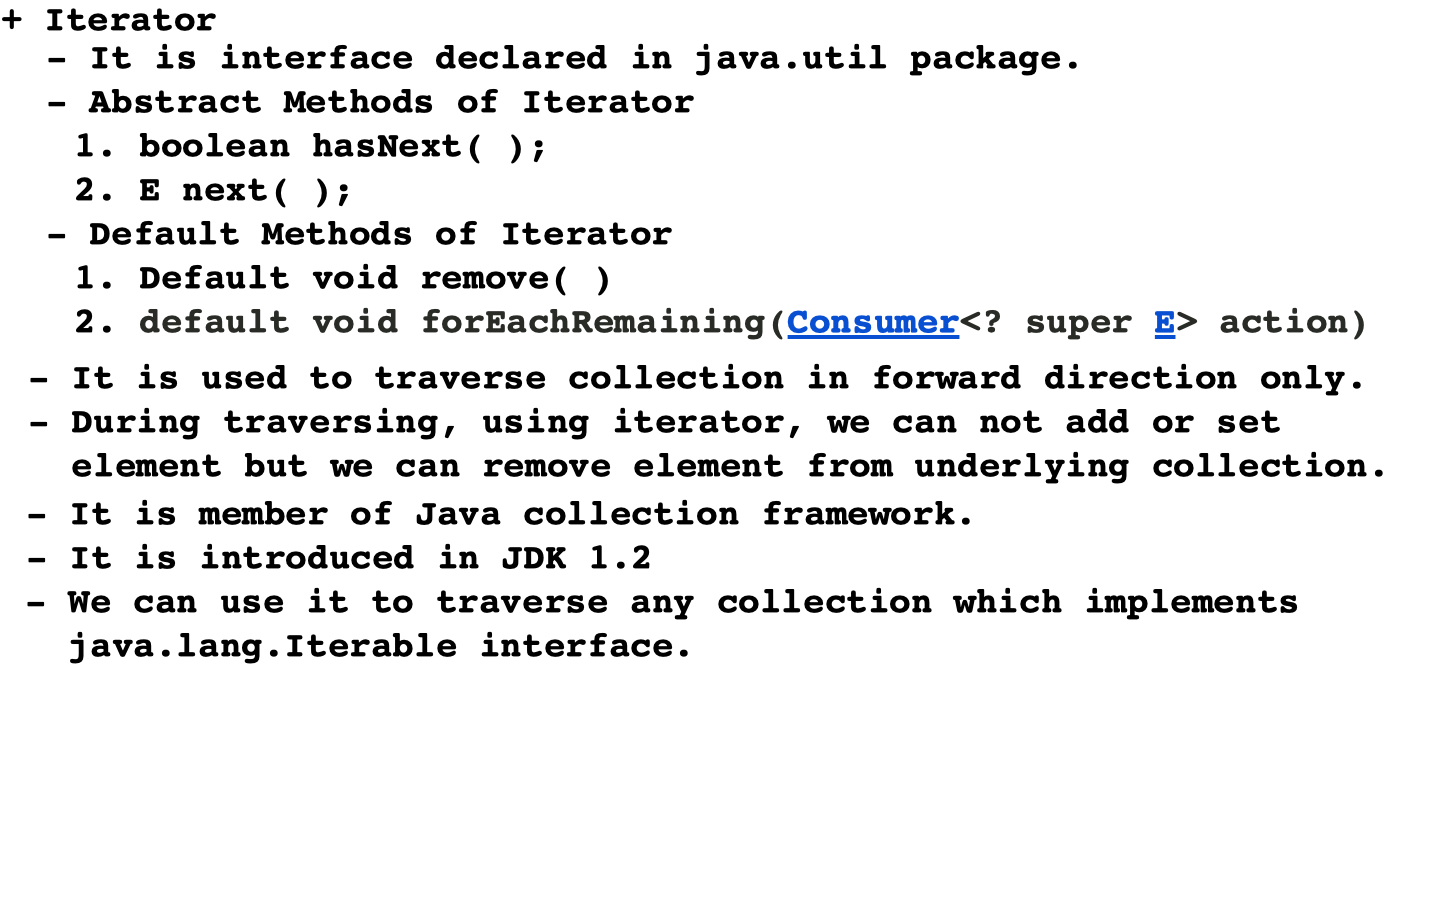 + Iterator
- It is interface declared in java.util package.
- Abstract Methods of Iterator
1. boolean hasNext( );
2. E next( );
- Default Methods of Iterator
1. Default void remove( )
2. default void forEachRemaining(Consumer<? super E> action)
- It is used to traverse collection in forward direction only.
- During traversing, using iterator, we can not add or set
element but we can remove element from underlying collection.
- It is member of Java collection framework.
- It is introduced in JDK 1.2
- We can use it to traverse any collection which implements
java.lang.Iterable interface.